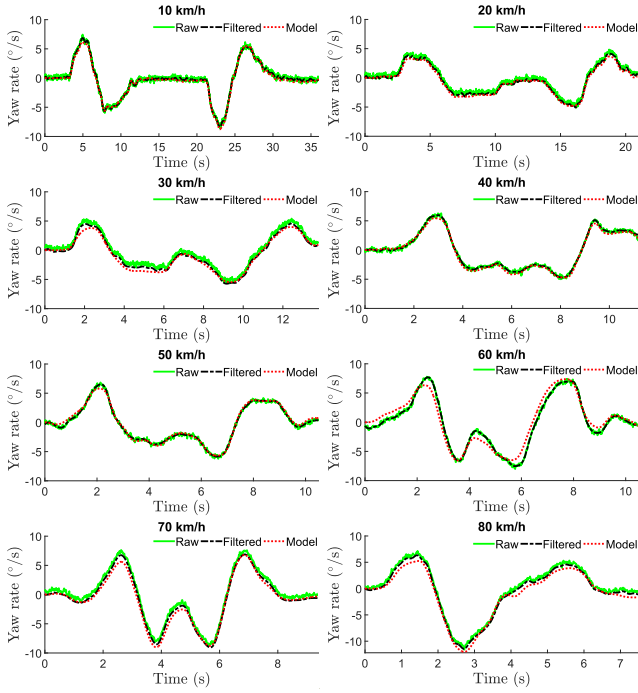 10 km/h
Raw Filtered Model
Yaw rate (°/s)
10
5
0
-5
-10
0 5 10 15 20 25 30 35
Time (s)
20 km/h
Raw Filtered Model
Yaw rate (°/s)
10
5
0
-5
-10
0 5 10 15 20
Time (s)
30 km/h
Raw Filtered Model
Yaw rate (°/s)
10
5
0
-5
-10
0 2 4 6 8 10 12
Time (s)
40 km/h
Raw Filtered Model
Yaw rate (°/s)
10
5
0
-5
-10
0 2 4 6 8 10
Time (s)
50 km/h
Raw Filtered Model
Yaw rate (°/s)
10
5
0
-5
-10
0 2 4 6 8 10
Time (s)
60 km/h
Raw Filtered Model
Yaw rate (°/s)
10
5
0
-5
-10
0 2 4 6 8 10
Time (s)
70 km/h
Raw Filtered Model
Yaw rate (°/s)
10
5
0
-5
-10
0 2 4 6 8
Time (s)
80 km/h
Raw Filtered Model
Yaw rate (°/s)
10
5
0
-5
-10
0 1 2 3 4 5 6 7
Time (s)